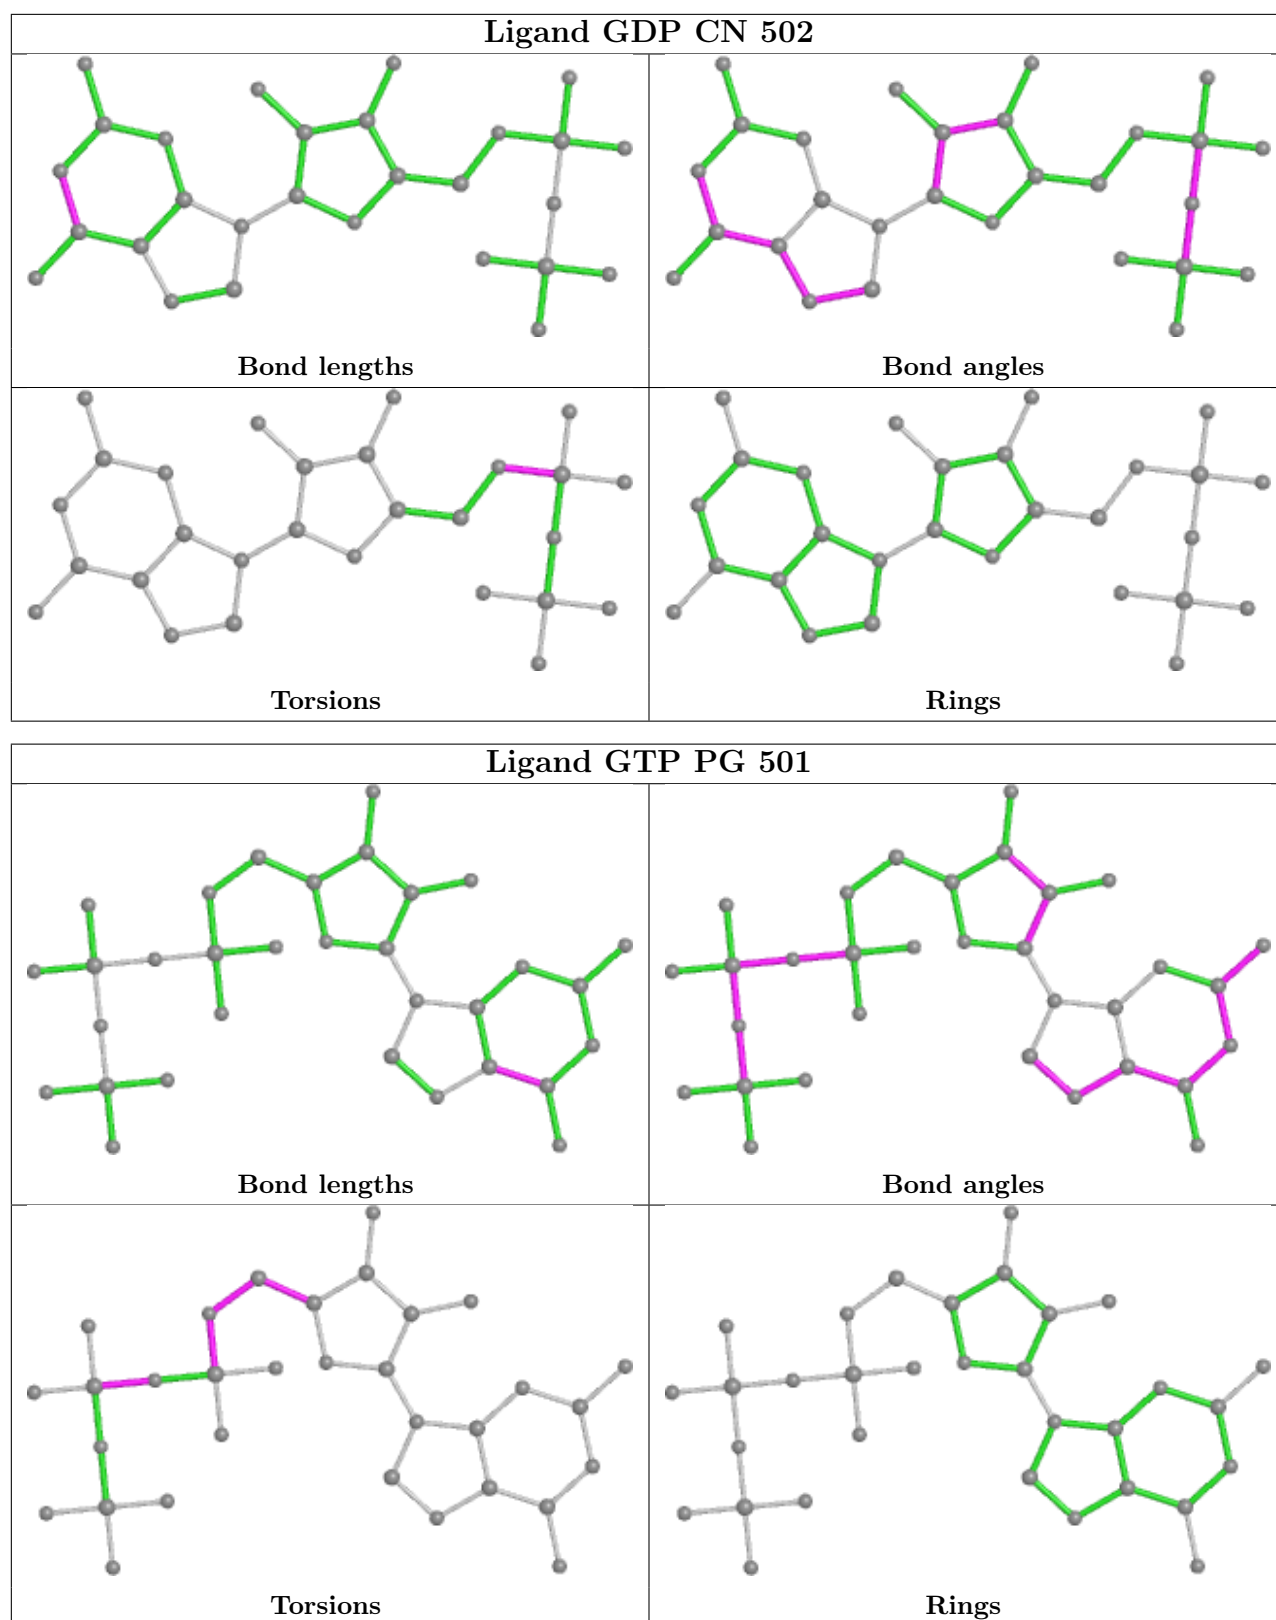 Ligand GDP CN 502
Bond lengths
Bond angles
Torsions
Rings
Ligand GTP PG 501
Bond lengths
Bond angles
Torsions
Rings